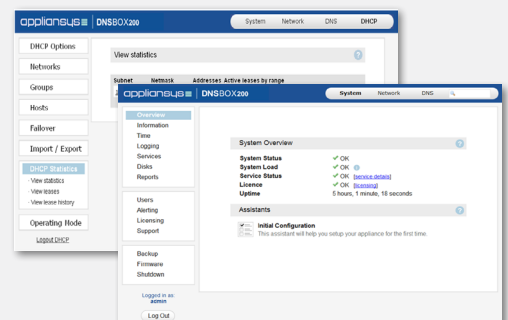 appliansys DNSBOX200
System Network DNS DHCP
DHCP Options
Networks
Groups
Hosts
Failover
Import / Export
DHCP Statistics
View statistics
View leases
View lease history
Operating Mode
Logout DHCP
View statistics
Subnet Netmask Addresses Active leases by range
appliansys DNSBOX200
System Network DNS
Overview
Information
Time
Logging
Services
Disks
Reports
Users
Alerting
Licensing
Support
Backup
Firmware
Shutdown
Logged in as:
admin
Log Out
System Overview
System Status OK
System Load OK
Service Status OK (service details)
Licence OK (licensing)
Uptime 5 hours, 1 minute, 16 seconds
Assistants
Initial Configuration
This assistant will help you setup your appliance for the first time.